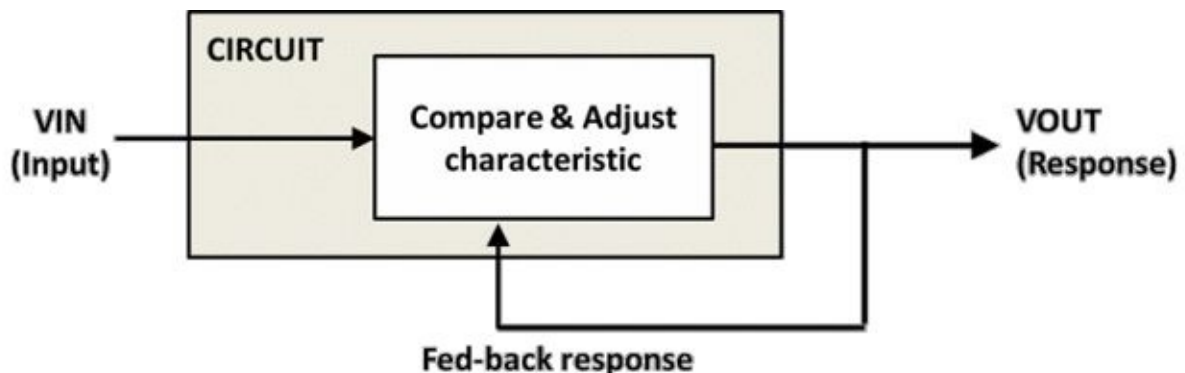 CIRCUIT
VIN
(Input)
Compare & Adjust
characteristic
VOUT
(Response)
Fed-back response